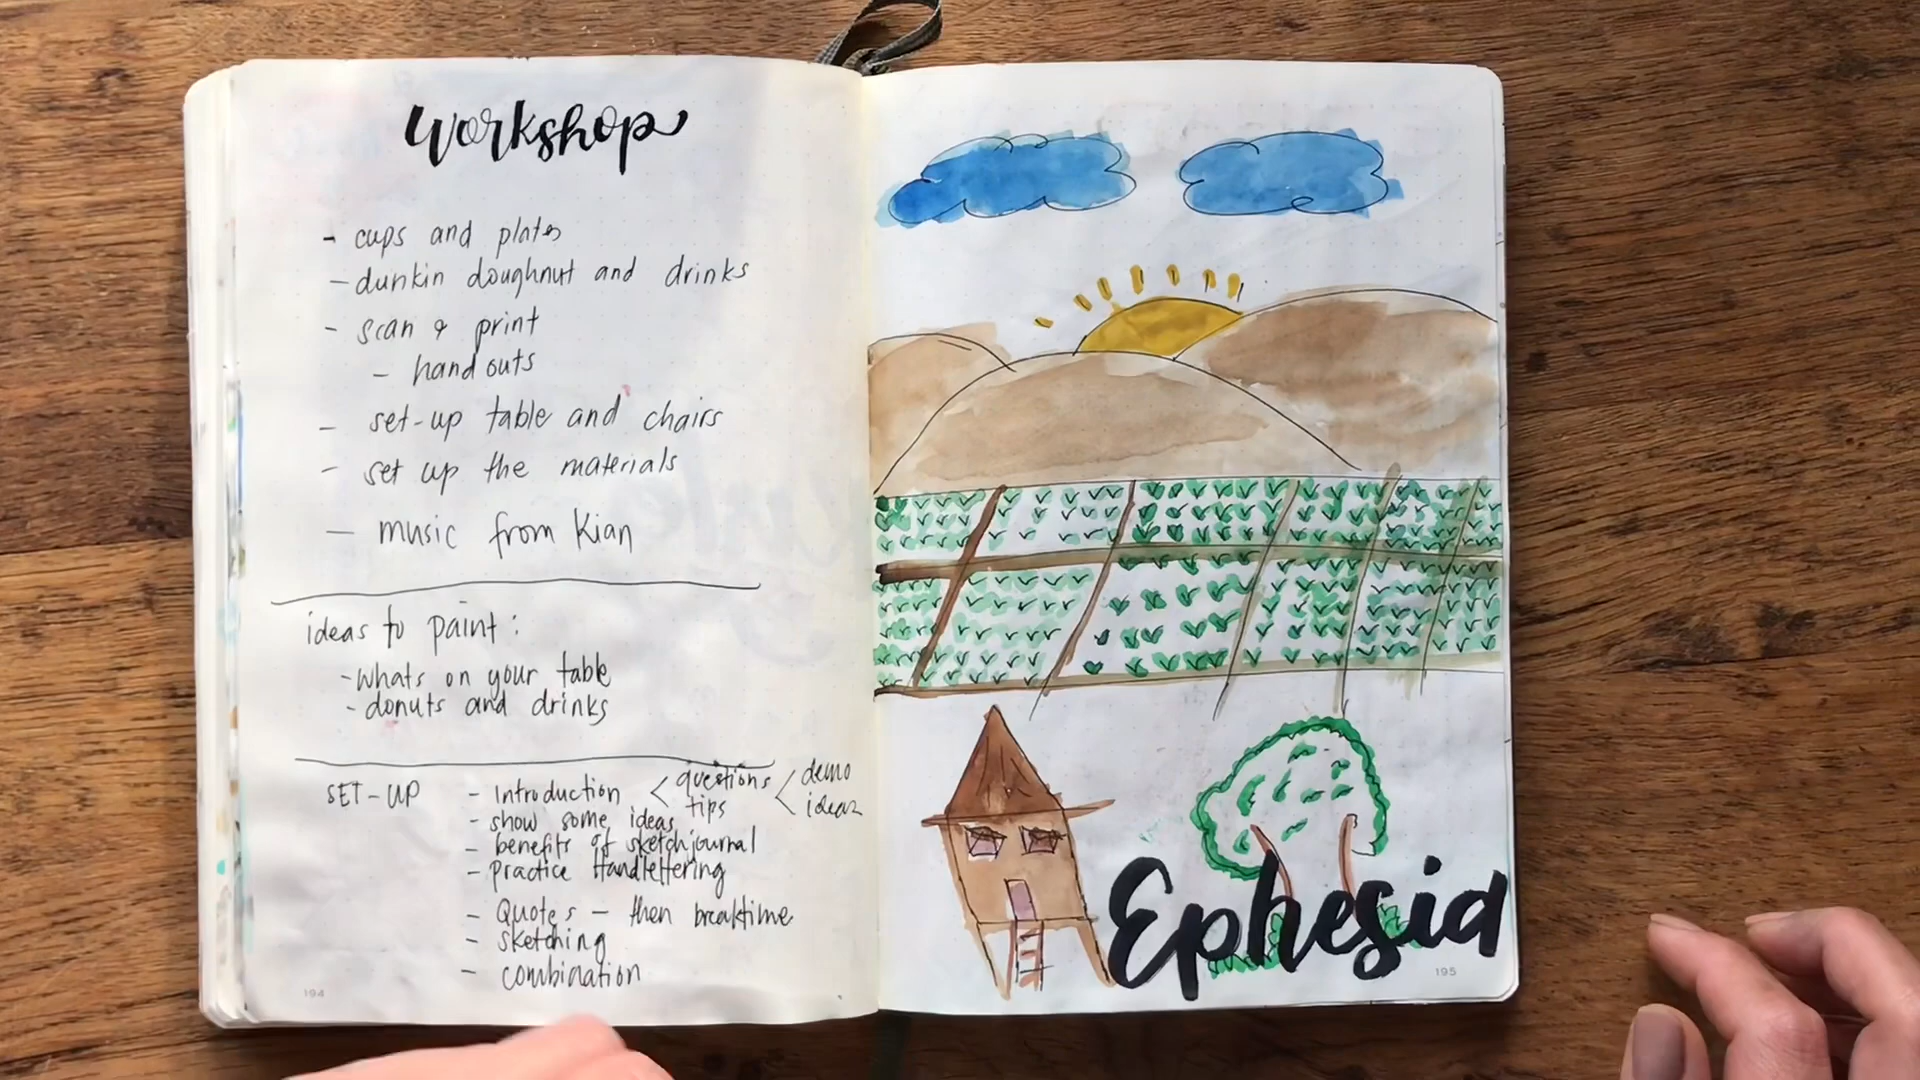 Workshop
- cups and plates
- dunkin doughnut and drinks
- scan & print
- hand outs
- set-up table and chairs
- set up the materials
- music from Kian
ideas to paint:
- whats on your table
- donuts and drinks
SET-UP - introduction < questions < demo
tips ideas
- show some ideas
- benefits of sketchjournal
- practice Handlettering
- Quotes - then breaktime
- sketching
- combination
194
Ephesia
195